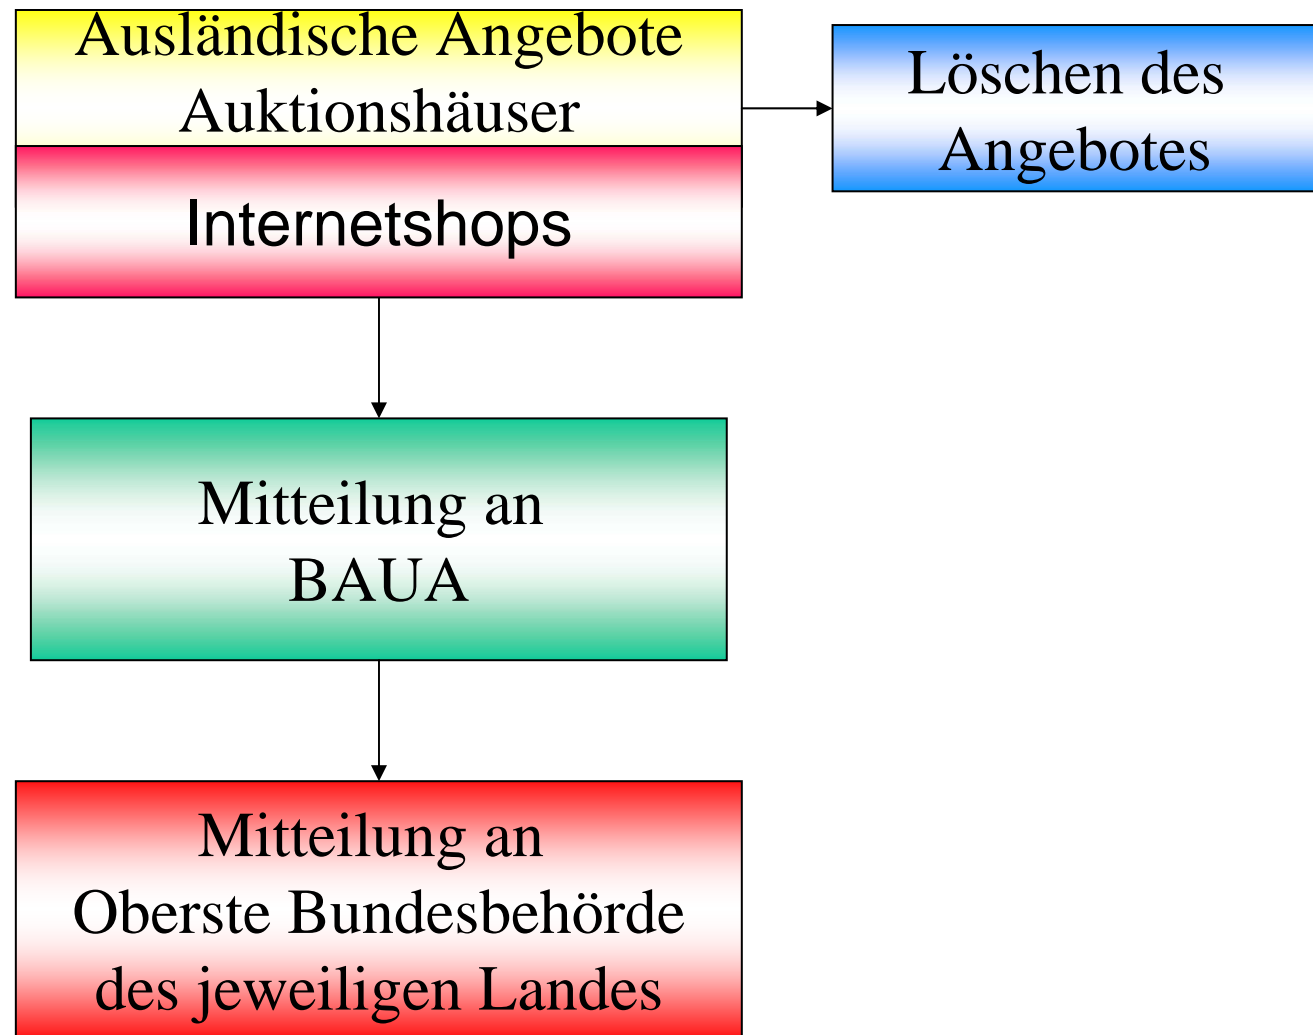 Ausländische Angebote
Auktionshäuser
Internetshops
Löschen des
Angebotes
Mitteilung an
BAUA
Mitteilung an
Oberste Bundesbehörde
des jeweiligen Landes